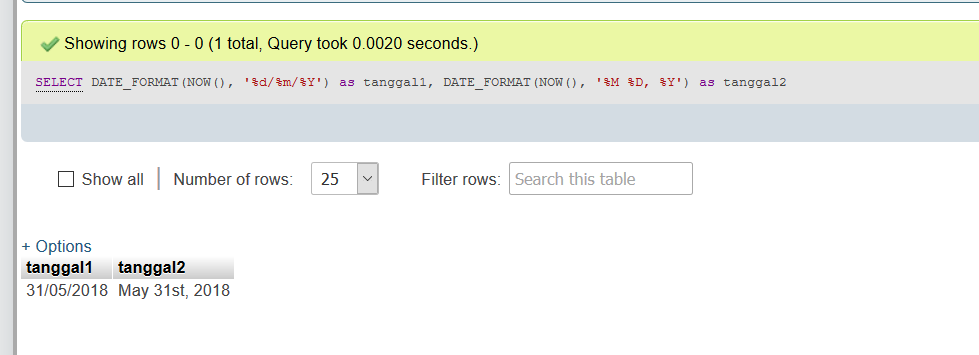 Showing rows 0 - 0 (1 total, Query took 0.0020 seconds.)
SELECT DATE_FORMAT(NOW(), '%d/%m/%Y') as tanggal1, DATE_FORMAT(NOW(), '%M %D, %Y') as tanggal2
Show all | Number of rows: 25 Filter rows: Search this table
+ Options
tanggal1 tanggal2
31/05/2018 May 31st, 2018